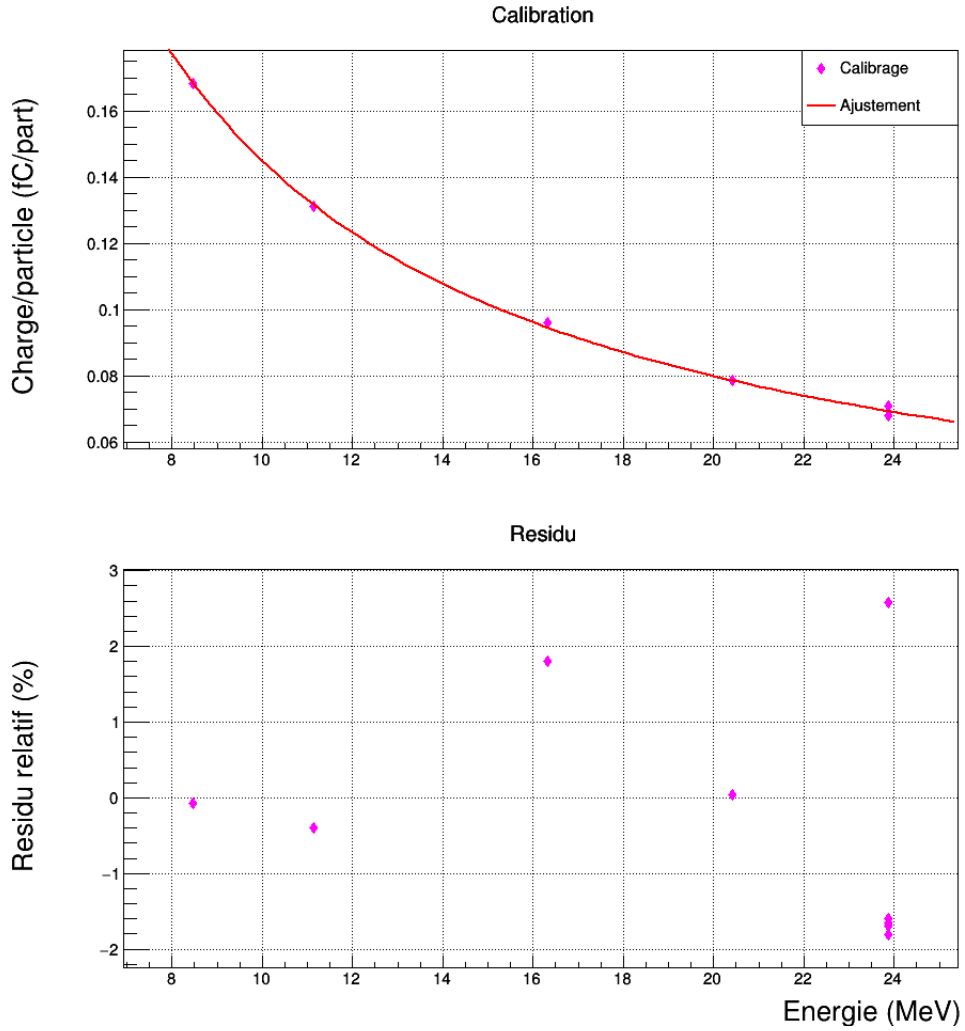 Calibration
Charge/particle (fC/part)
Calibrage
Ajustement
0.16
0.14
0.12
0.1
0.08
0.06
8 10 12 14 16 18 20 22 24
Residu
Residu relatif (%)
3
2
1
0
−1
−2
8 10 12 14 16 18 20 22 24
Energie (MeV)